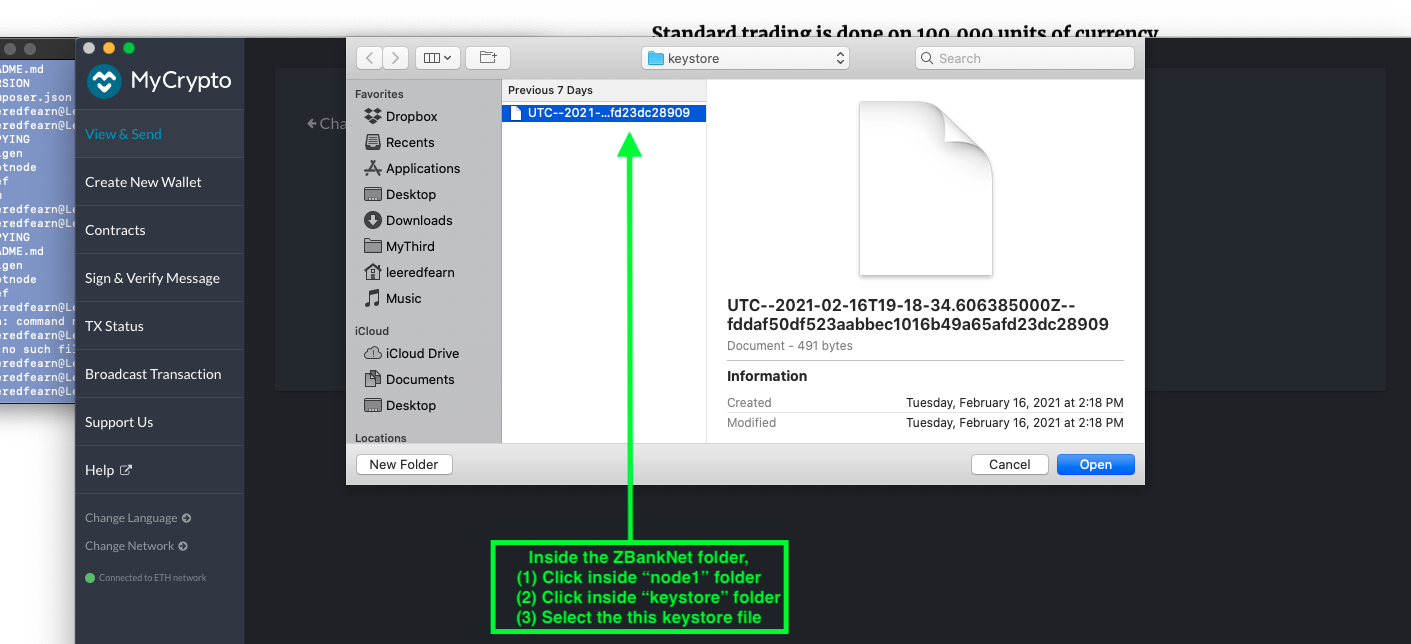 Standard trading is done on 100,000 units of currency
ADME.md
RSION
mposer.json
eredfearn@Le
eredfearn@Le
PYING
gen
otnode
ef
eredfearn@Le
eredfearn@Le
PYING
ADME.md
gen
otnode
ef
eredfearn@Le
n: command n
eredfearn@Le
no such fil
eredfearn@Le
eredfearn@Le
eredfearn@Le
MyCrypto
View & Send
Create New Wallet
Contracts
Sign & Verify Message
TX Status
Broadcast Transaction
Support Us
Help
Change Language
Change Network
Connected to ETH network
Cha
keystore
Search
Favorites
Dropbox
Recents
Applications
Desktop
Downloads
MyThird
leeredfearn
Music
iCloud
iCloud Drive
Documents
Desktop
Locations
Previous 7 Days
UTC--2021-...fd23dc28909
UTC--2021-02-16T19-18-34.606385000Z--
fddaf50df523aabbec1016b49a65afd23dc28909
Document - 491 bytes
Information
Created Tuesday, February 16, 2021 at 2:18 PM
Modified Tuesday, February 16, 2021 at 2:18 PM
New Folder
Cancel
Open
Inside the ZBankNet folder,
(1) Click inside “node1” folder
(2) Click inside “keystore” folder
(3) Select the this keystore file